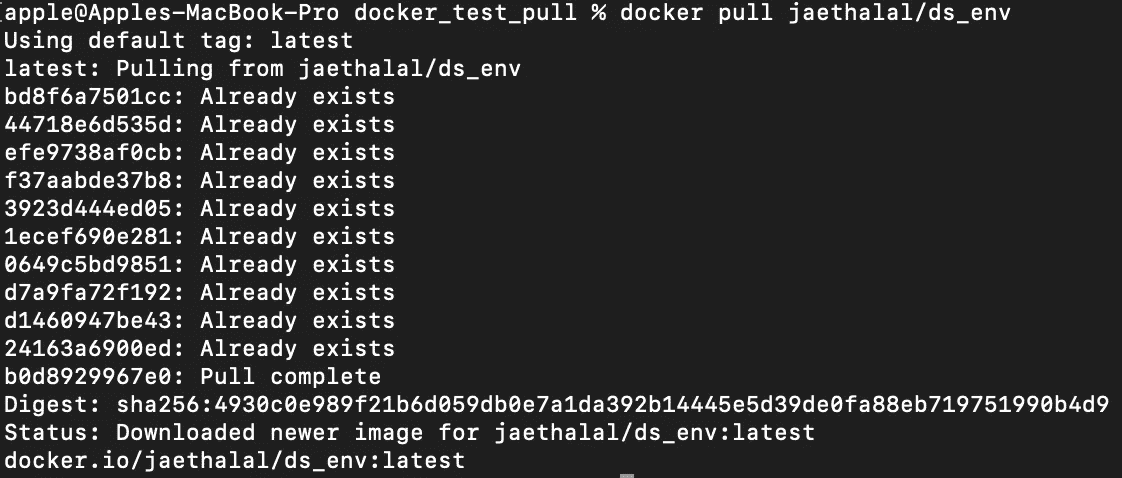 apple@Apples-MacBook-Pro docker_test_pull % docker pull jaethalal/ds_env
Using default tag: latest
latest: Pulling from jaethalal/ds_env
bd8f6a7501cc: Already exists
44718e6d535d: Already exists
efe9738af0cb: Already exists
f37aabde37b8: Already exists
3923d444ed05: Already exists
1ecef690e281: Already exists
0649c5bd9851: Already exists
d7a9fa72f192: Already exists
d1460947be43: Already exists
24163a6900ed: Already exists
b0d8929967e0: Pull complete
Digest: sha256:4930c0e989f21b6d059db0e7a1da392b14445e5d39de0fa88eb719751990b4d9
Status: Downloaded newer image for jaethalal/ds_env:latest
docker.io/jaethalal/ds_env:latest